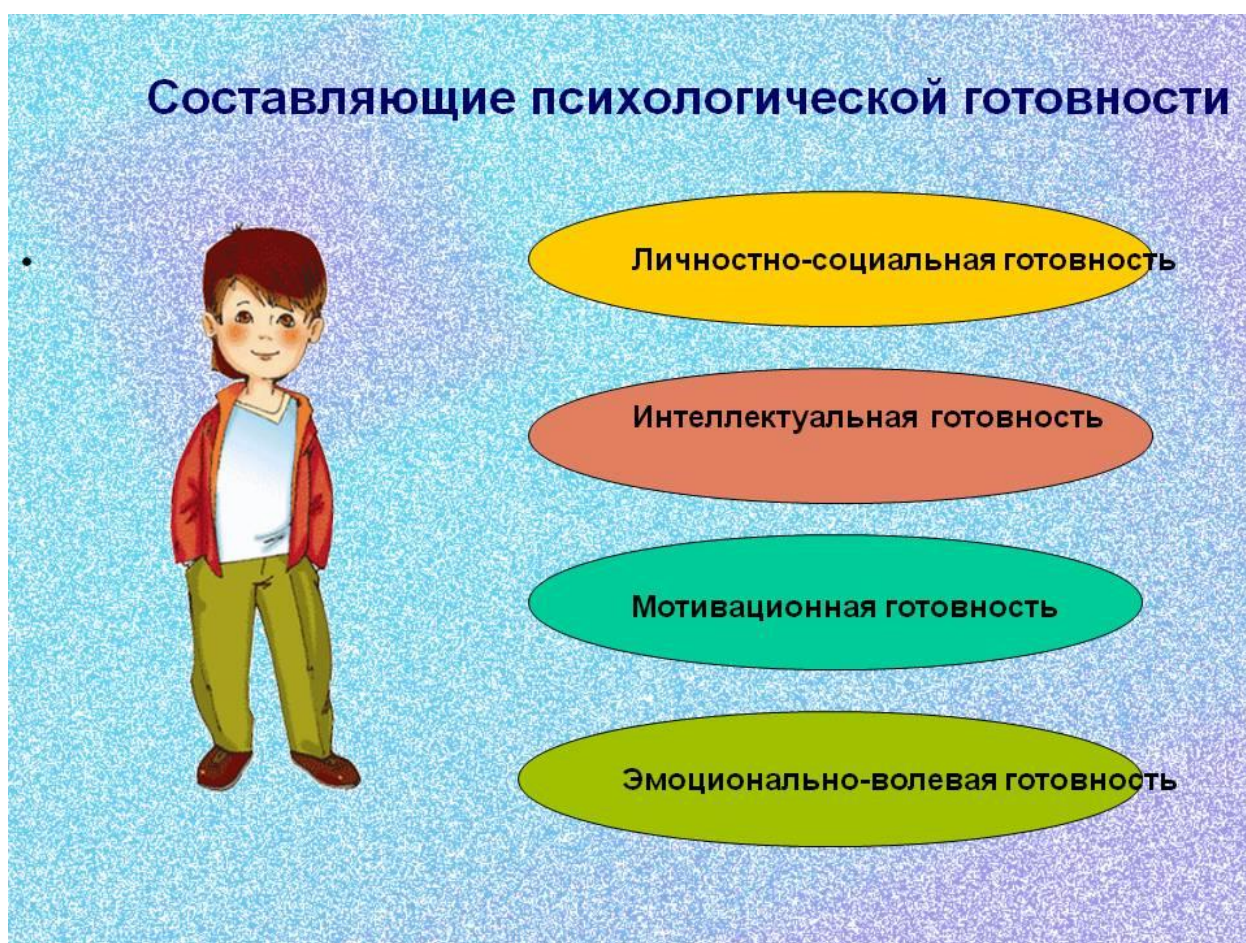 Составляющие психологической готовности
Личностно-социальная готовность
Интеллектуальная готовность
Мотивационная готовность
Эмоционально-волевая готовность